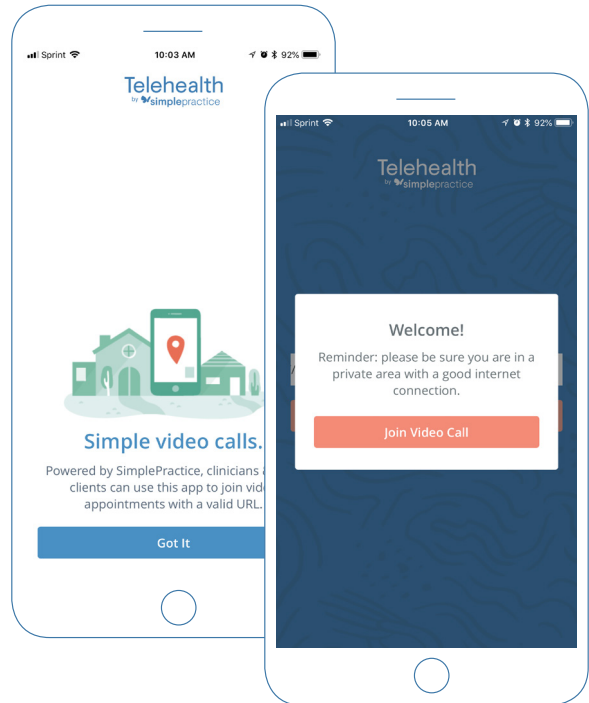 Sprint
10:03 AM
92%
Telehealth
by simplepractice
Simple video calls.
Powered by SimplePractice, clinicians
clients can use this app to join
appointments with a valid URL.
Got It
Sprint
10:05 AM
92%
Telehealth
by simplepractice
Welcome!
Reminder: please be sure you are in a
private area with a good internet
connection.
Join Video Call